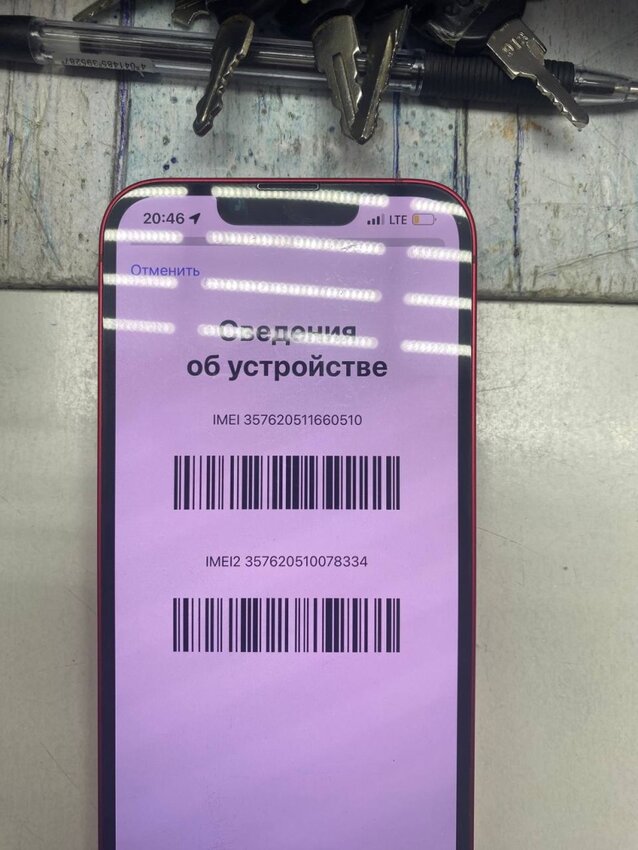 20:46
LTE
Отменить
Сведения
об устройстве
IMEI 357620511660510
IMEI2 357620510078334